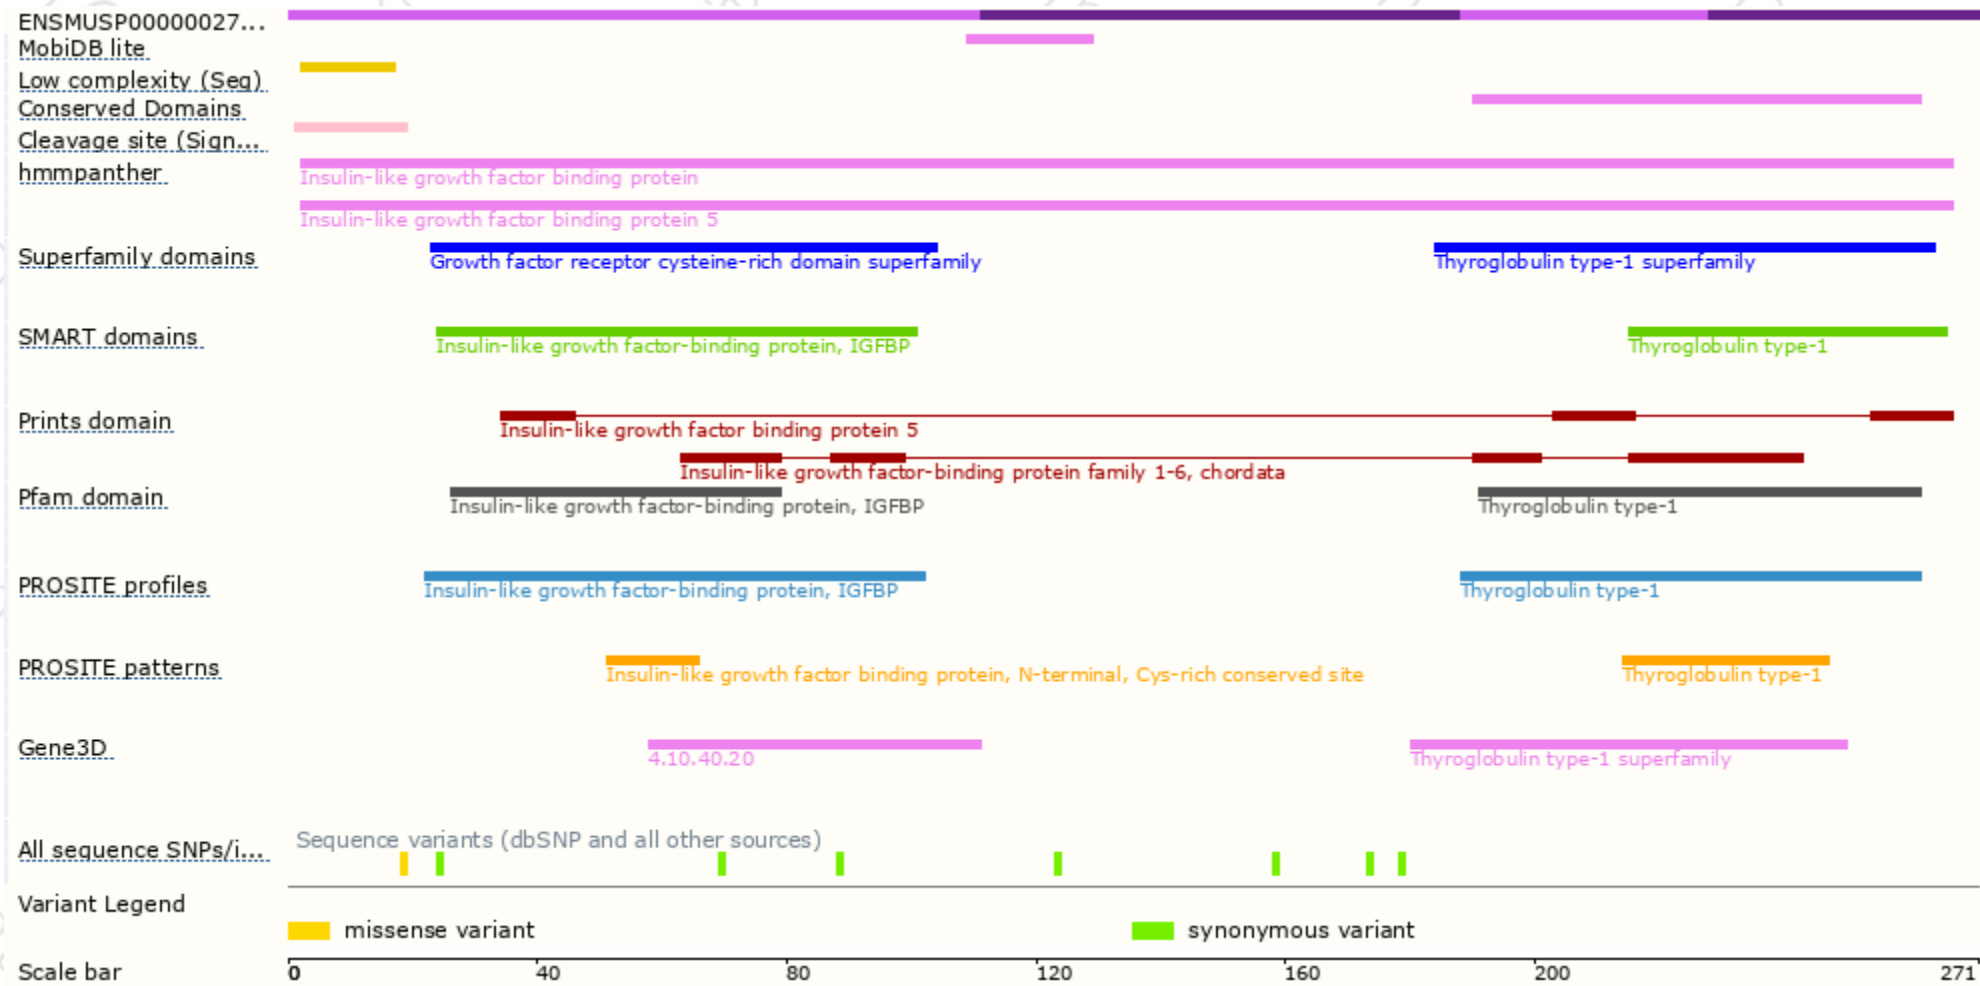 ENSMUSP00000027...
MobiDB lite
Low complexity (Seg)
Conserved Domains
Cleavage site (Sign...
hmmpanther
Insulin-like growth factor binding protein
Insulin-like growth factor binding protein 5
Superfamily domains
Growth factor receptor cysteine-rich domain superfamily
Thyroglobulin type-1 superfamily
SMART domains
Insulin-like growth factor-binding protein, IGFBP
Thyroglobulin type-1
Prints domain
Insulin-like growth factor binding protein 5
Insulin-like growth factor-binding protein family 1-6, chordata
Pfam domain
Insulin-like growth factor-binding protein, IGFBP
Thyroglobulin type-1
PROSITE profiles
Insulin-like growth factor-binding protein, IGFBP
Thyroglobulin type-1
PROSITE patterns
Insulin-like growth factor binding protein, N-terminal, Cys-rich conserved site
Thyroglobulin type-1
Gene3D
4.10.40.20
Thyroglobulin type-1 superfamily
Sequence variants (dbSNP and all other sources)
All sequence SNPs/i...
Variant Legend
missense variant
synonymous variant
Scale bar
0 40 80 120 160 200 271